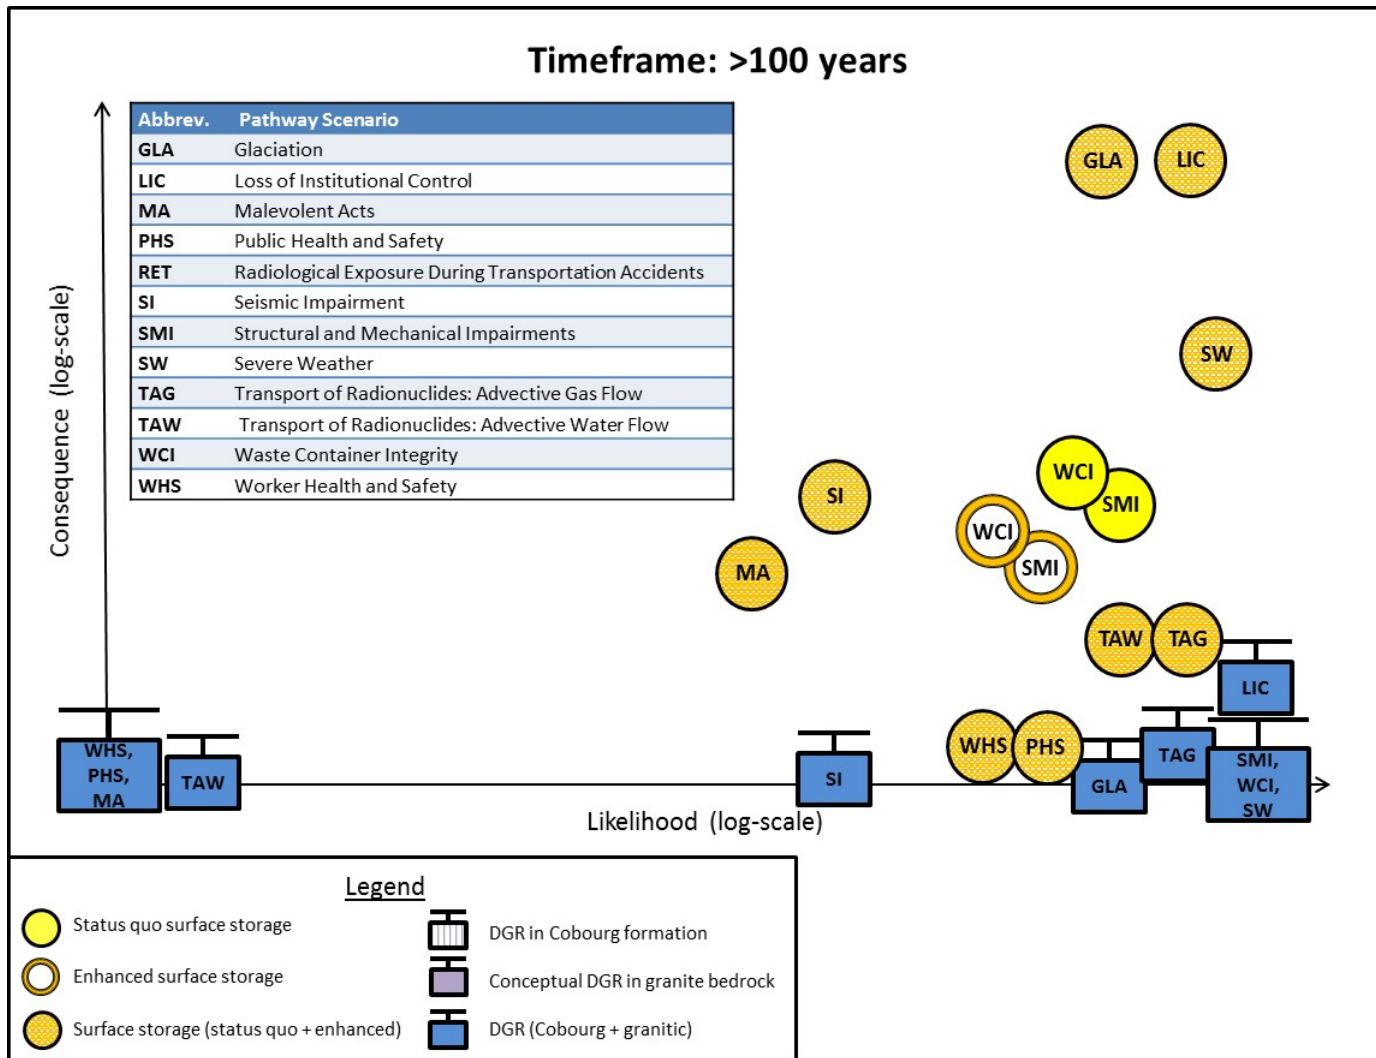 Timeframe: >100 years
Abbrev. Pathway Scenario
GLA Glaciation
LIC Loss of Institutional Control
MA Malevolent Acts
PHS Public Health and Safety
RET Radiological Exposure During Transportation Accidents
SI Seismic Impairment
SMI Structural and Mechanical Impairments
SW Severe Weather
TAG Transport of Radionuclides: Advective Gas Flow
TAW Transport of Radionuclides: Advective Water Flow
WCI Waste Container Integrity
WHS Worker Health and Safety
Consequence (log-scale)
GLA
LIC
SW
WCI
SMI
SI
WCI
SMI
MA
TAW
TAG
LIC
WHS
PHS
WHS,
PHS,
MA
TAW
SI
GLA
TAG
SMI,
WCI,
SW
Likelihood (log-scale)
Legend
Status quo surface storage
Enhanced surface storage
Surface storage (status quo + enhanced)
DGR in Cobourg formation
Conceptual DGR in granite bedrock
DGR (Cobourg + granitic)